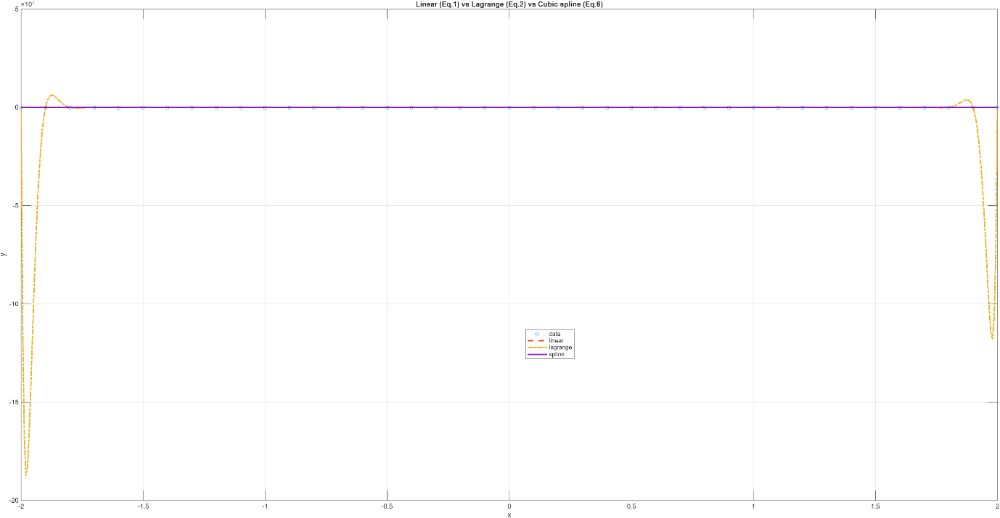 Linear (Eq.1) vs Lagrange (Eq.2) vs Cubic spline (Eq.6)
×10⁷
5
0
-5
-10
-15
-20
y
data
linear
lagrange
spline
-2 -1.5 -1 -0.5 0 0.5 1 1.5 2
x